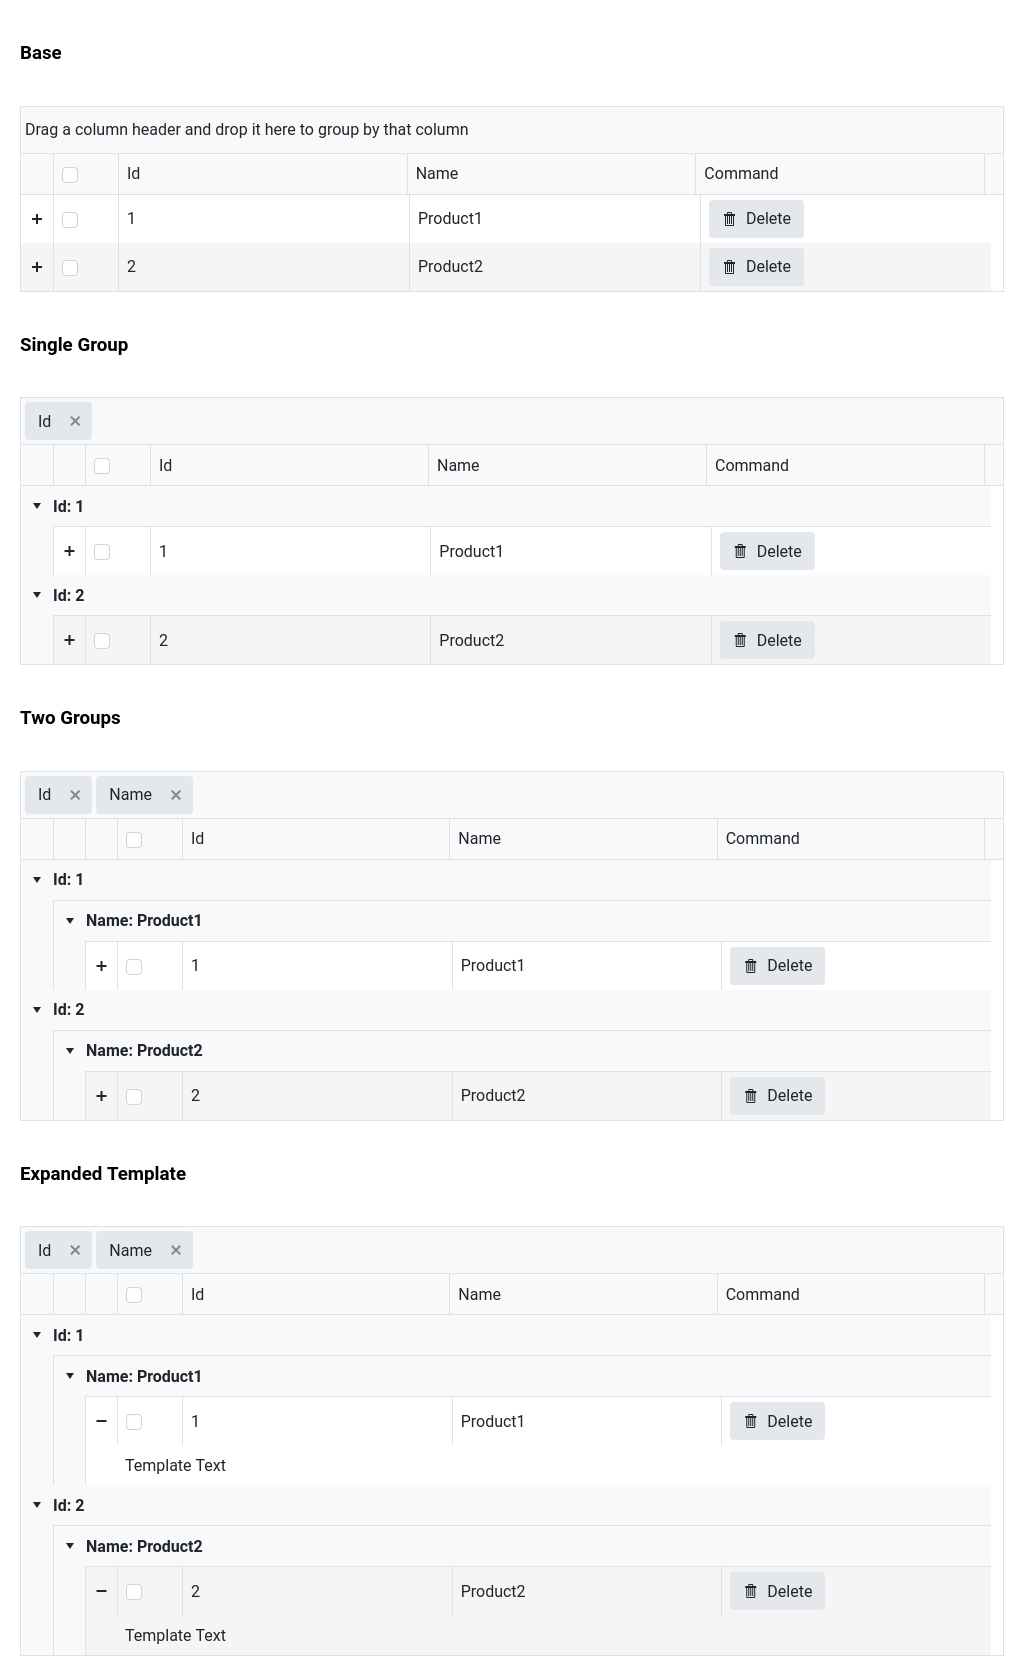 Base
Drag a column header and drop it here to group by that column
Id Name Command
1 Product1 Delete
2 Product2 Delete
Single Group
Id
Id Name Command
Id: 1
1 Product1 Delete
Id: 2
2 Product2 Delete
Two Groups
Id Name
Id Name Command
Id: 1
Name: Product1
1 Product1 Delete
Id: 2
Name: Product2
2 Product2 Delete
Expanded Template
Id Name
Id Name Command
Id: 1
Name: Product1
1 Product1 Delete
Template Text
Id: 2
Name: Product2
2 Product2 Delete
Template Text